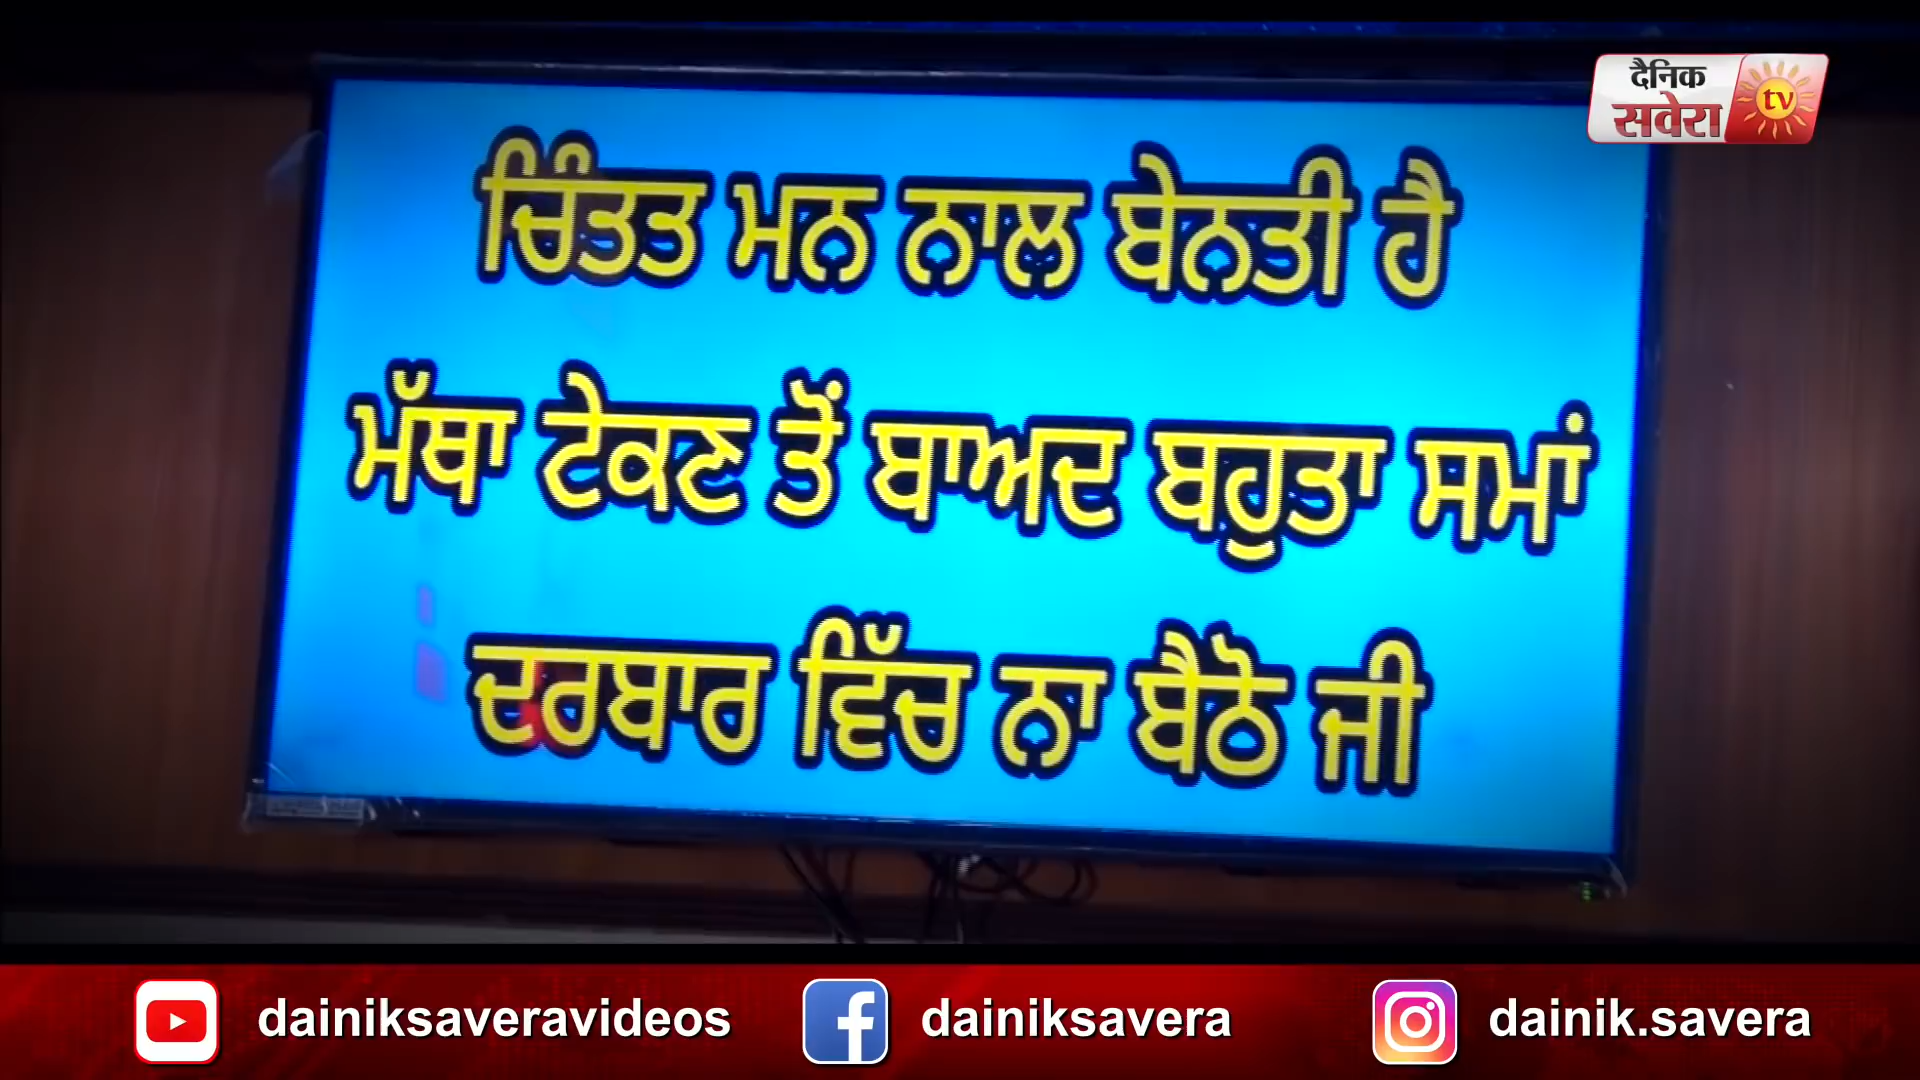 दैनिक
सवेरा
tv
ਚਿੰਤਤ ਮਨ ਨਾਲ ਬੇਨਤੀ ਹੈ
ਮੱਥਾ ਟੇਕਣ ਤੋਂ ਬਾਅਦ ਬਹੁਤਾ ਸਮਾਂ
ਦਰਬਾਰ ਵਿੱਚ ਨਾ ਬੈਠੋ ਜੀ
dainiksaveravideos dainiksavera dainik.savera